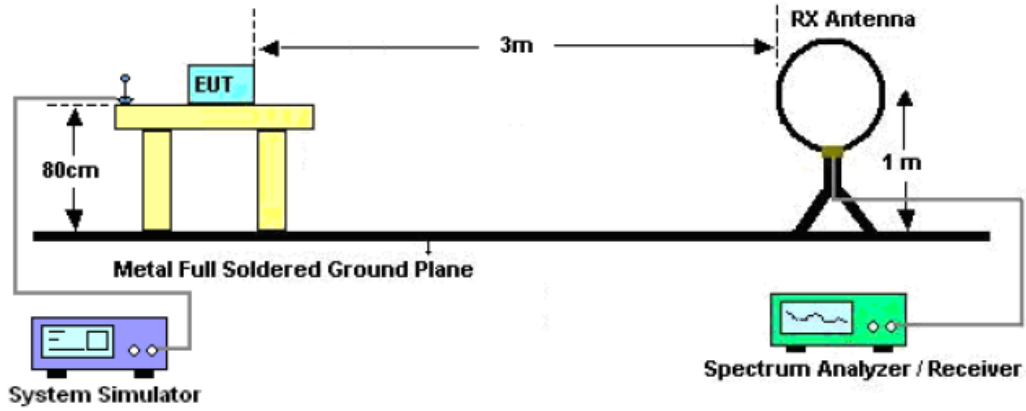 RX Antenna
3m
EUT
80cm
1 m
Metal Full Soldered Ground Plane
System Simulator
Spectrum Analyzer / Receiver